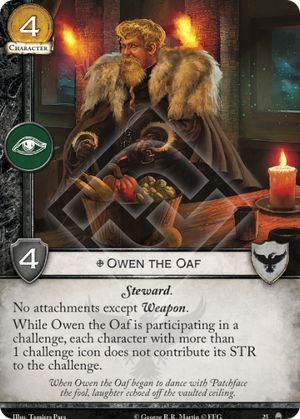 4
CHARACTER
4
OWEN THE OAF
Steward.
No attachments except Weapon.
While Owen the Oaf is participating in a
challenge, each character with more than
1 challenge icon does not contribute its STR
to the challenge.
When Owen the Oaf began to dance with Patchface
the fool, laughter echoed off the vaulted ceiling.
Illus. Tamires Para © George R.R. Martin © FFG 25